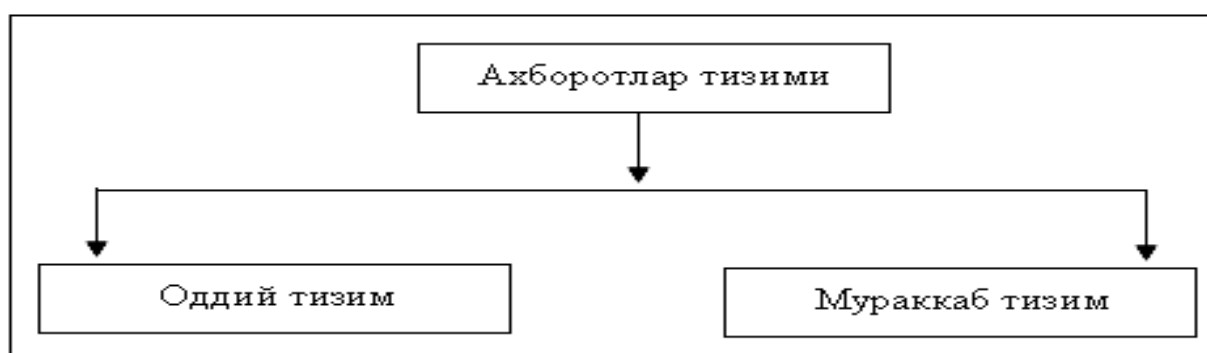 Ахборотлар тизими
Оддий тизим
Мураккаб тизим